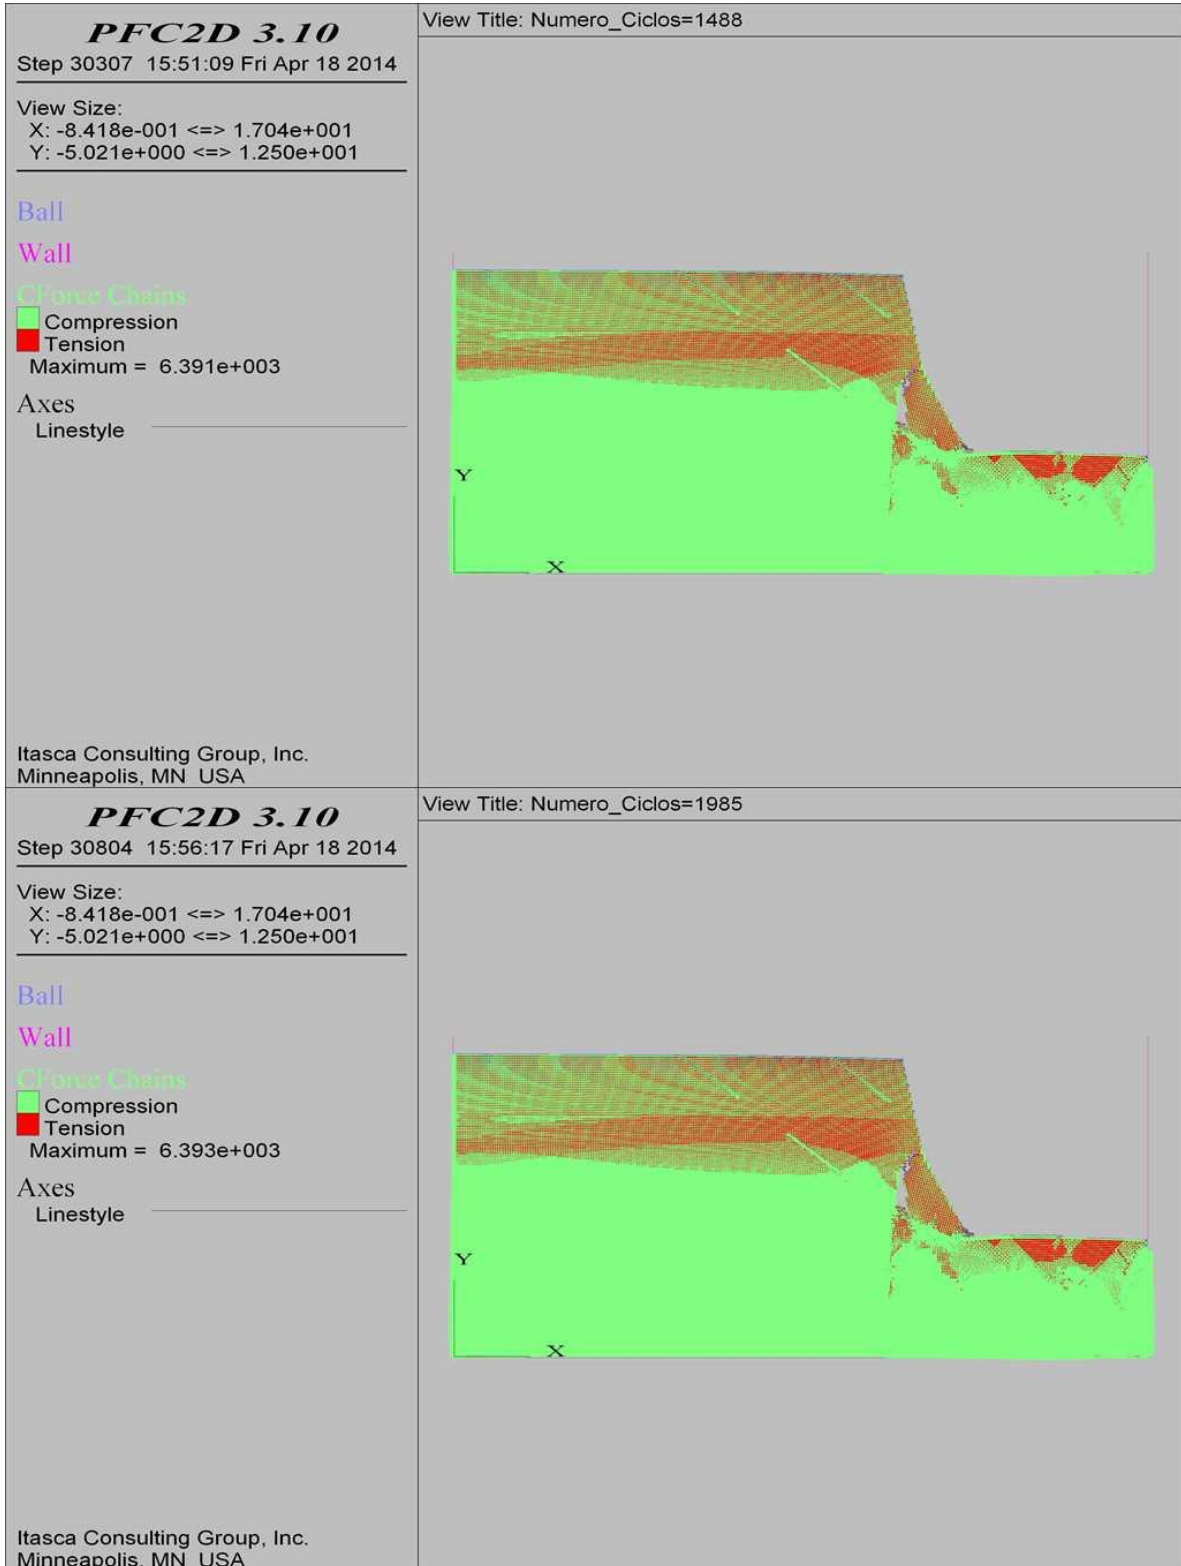 PFC2D 3.10
Step 30307 15:51:09 Fri Apr 18 2014
View Size:
X: -8.418e-001 <=> 1.704e+001
Y: -5.021e+000 <=> 1.250e+001
Ball
Wall
CForce Chains
Compression
Tension
Maximum = 6.391e+003
Axes
Linestyle
Itasca Consulting Group, Inc.
Minneapolis, MN USA
View Title: Numero_Ciclos=1488
Y
X
PFC2D 3.10
Step 30804 15:56:17 Fri Apr 18 2014
View Size:
X: -8.418e-001 <=> 1.704e+001
Y: -5.021e+000 <=> 1.250e+001
Ball
Wall
CForce Chains
Compression
Tension
Maximum = 6.393e+003
Axes
Linestyle
Itasca Consulting Group, Inc.
Minneapolis, MN USA
View Title: Numero_Ciclos=1985
Y
X